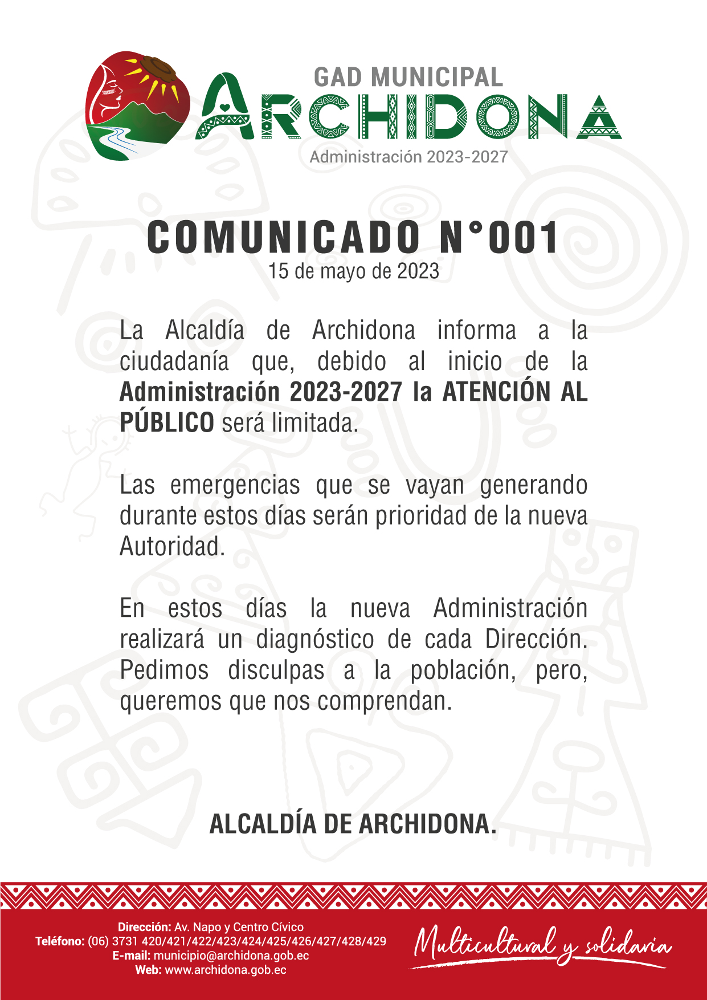 GAD MUNICIPAL
ARCHIDONA
Administración 2023-2027
COMUNICADO N°001
15 de mayo de 2023
La Alcaldía de Archidona informa a la
ciudadanía que, debido al inicio de la
Administración 2023-2027 la ATENCIÓN AL
PÚBLICO será limitada.
Las emergencias que se vayan generando
durante estos días serán prioridad de la nueva
Autoridad.
En estos días la nueva Administración
realizará un diagnóstico de cada Dirección.
Pedimos disculpas a la población, pero,
queremos que nos comprendan.
ALCALDÍA DE ARCHIDONA.
Dirección: Av. Napo y Centro Cívico
Teléfono: (06) 3731 420/421/422/423/424/425/426/427/428/429
E-mail: municipio@archidona.gob.ec
Web: www.archidona.gob.ec
Multicultural y solidaria